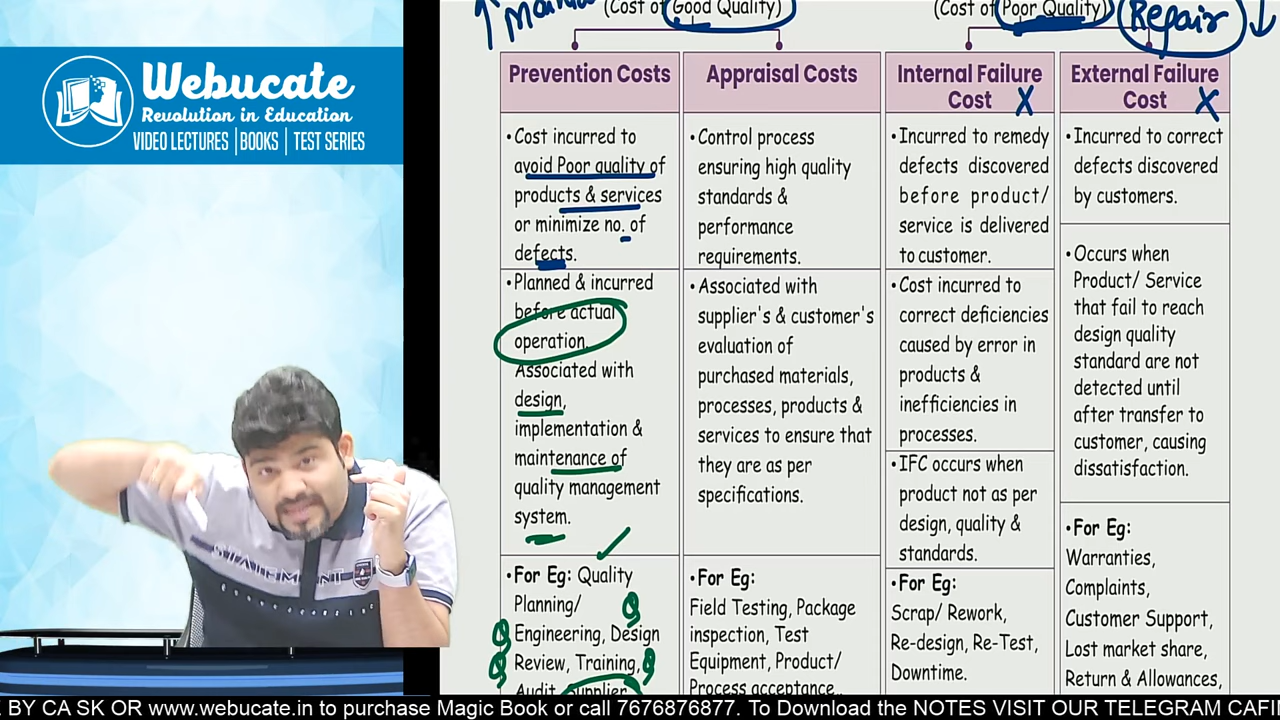 Webucate
Revolution in Education
VIDEO LECTURES |BOOKS | TEST SERIES
(Cost of Good Quality)
(Cost of Poor Quality)
Repair
Prevention Costs
• Cost incurred to
avoid Poor quality of
products & services
or minimize no. of
defects.
• Planned & incurred
before actual
operation.
Associated with
design,
implementation &
maintenance of
quality management
system.
• For Eg: Quality
Planning/
Engineering, Design
Review, Training,
Audit, Supplier
Appraisal Costs
• Control process
ensuring high quality
standards &
performance
requirements.
• Associated with
supplier's & customer's
evaluation of
purchased materials,
processes, products &
services to ensure that
they are as per
specifications.
• For Eg:
Field Testing, Package
inspection, Test
Equipment, Product/
Process acceptance..
Internal Failure
Cost X
• Incurred to remedy
defects discovered
before product/
service is delivered
to customer.
• Cost incurred to
correct deficiencies
caused by error in
products &
inefficiencies in
processes.
• IFC occurs when
product not as per
design, quality &
standards.
• For Eg:
Scrap/ Rework,
Re-design, Re-Test,
Downtime.
External Failure
Cost X
• Incurred to correct
defects discovered
by customers.
• Occurs when
Product/ Service
that fail to reach
design quality
standard are not
detected until
after transfer to
customer, causing
dissatisfaction.
• For Eg:
Warranties,
Complaints,
Customer Support,
Lost market share,
Return & Allowances,
STATEMENT
BY CA SK OR www.webucate.in to purchase Magic Book or call 7676876877. To Download the NOTES VISIT OUR TELEGRAM CAFI